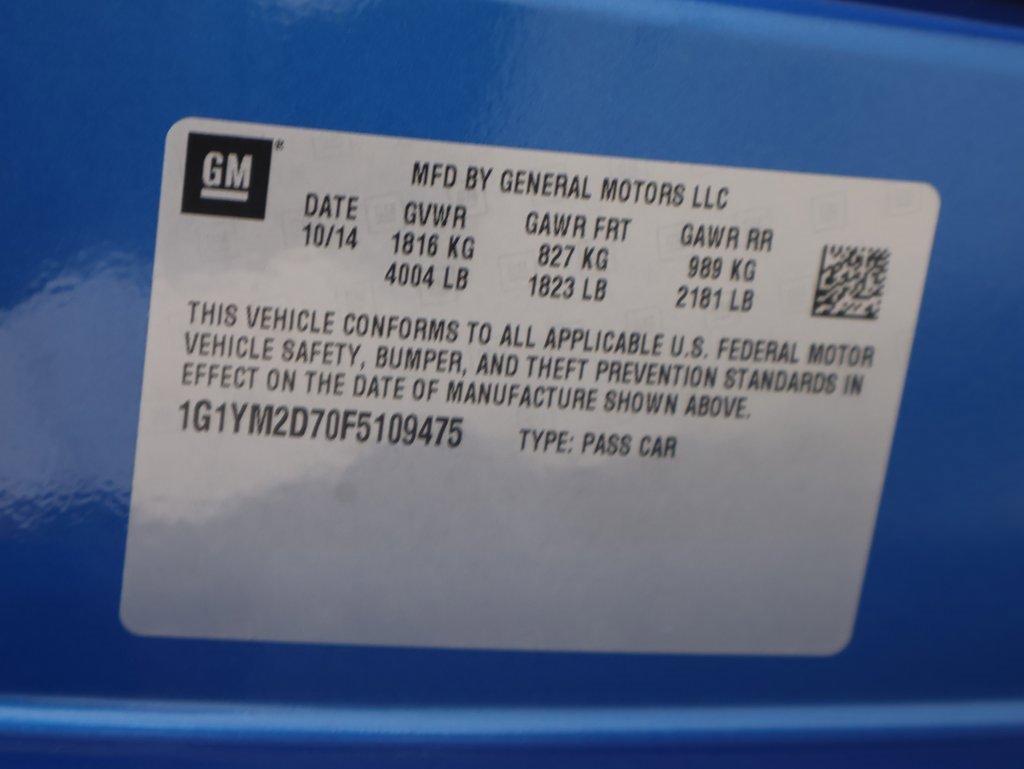 GM ®
MFD BY GENERAL MOTORS LLC
DATE GVWR GAWR FRT GAWR RR
10/14 1816 KG 827 KG 989 KG
4004 LB 1823 LB 2181 LB
THIS VEHICLE CONFORMS TO ALL APPLICABLE U.S. FEDERAL MOTOR
VEHICLE SAFETY, BUMPER, AND THEFT PREVENTION STANDARDS IN
EFFECT ON THE DATE OF MANUFACTURE SHOWN ABOVE.
1G1YM2D70F5109475 TYPE: PASS CAR